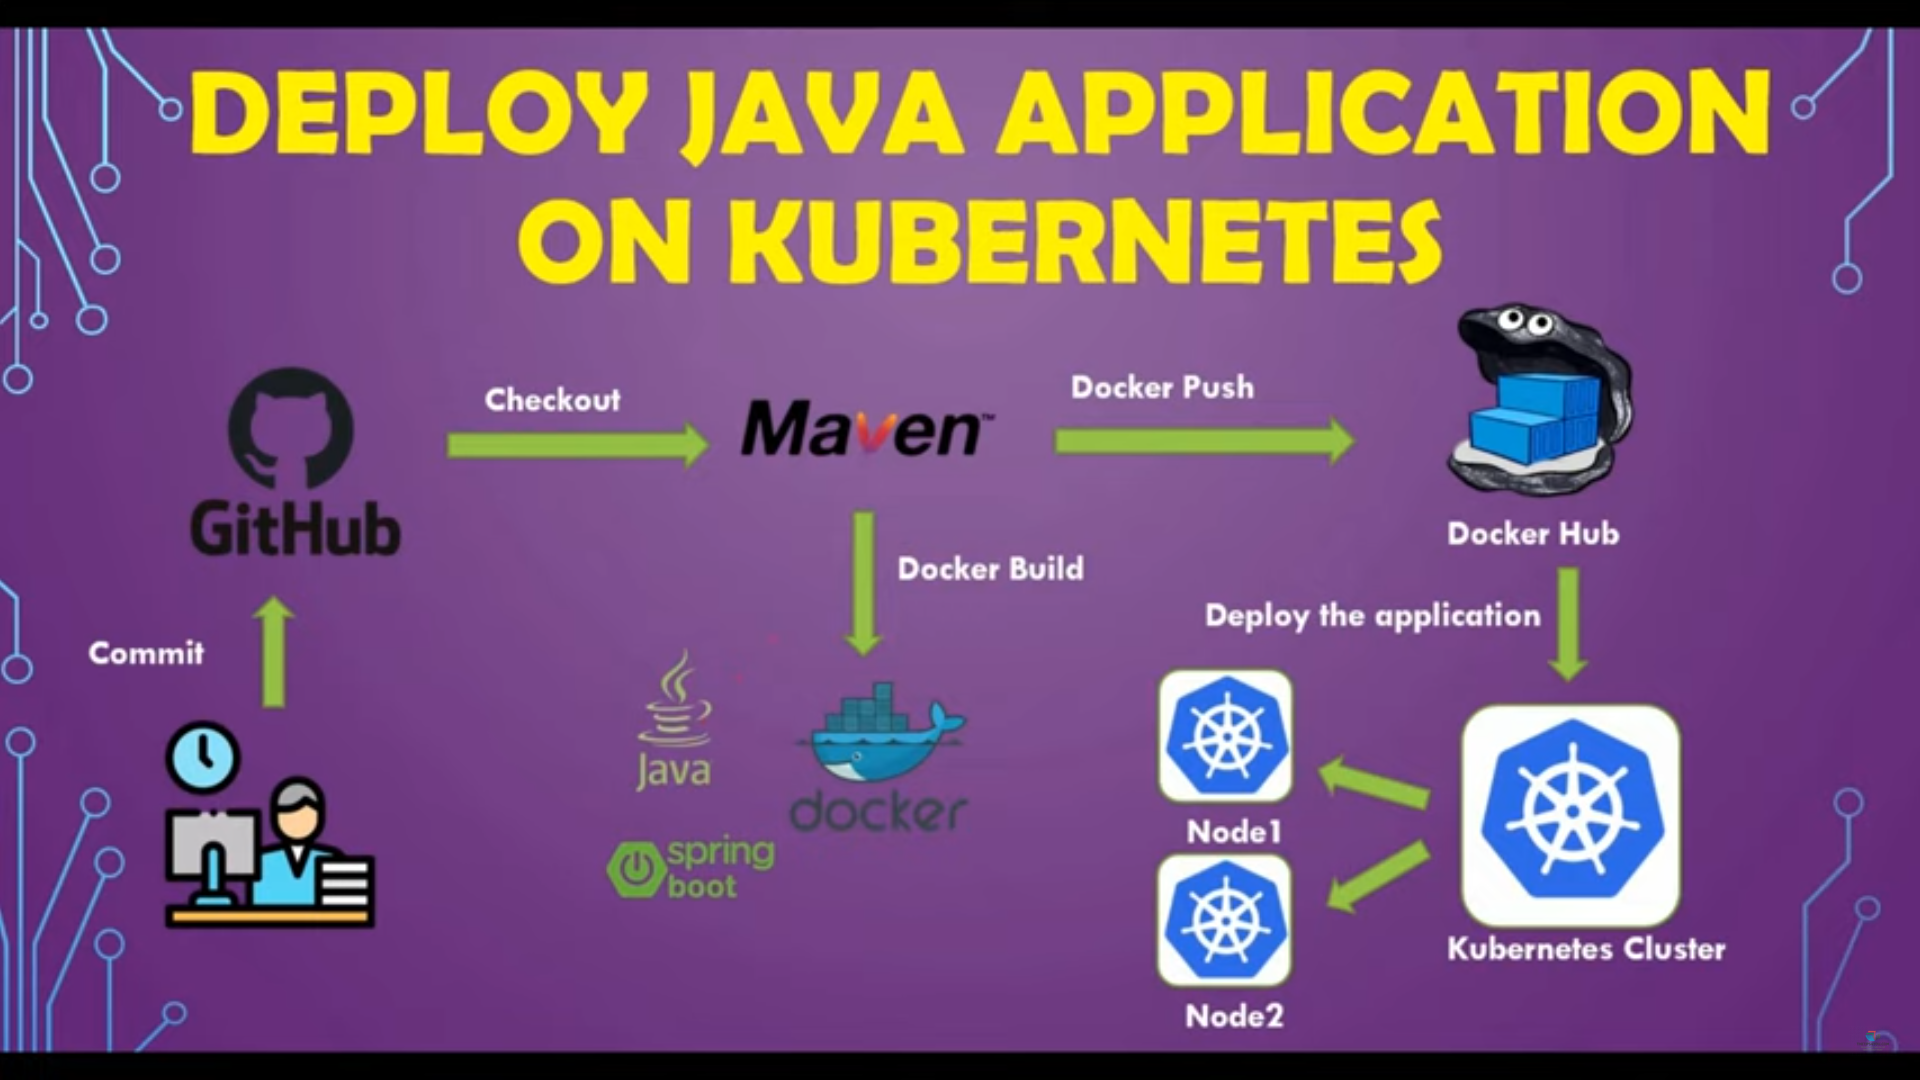 DEPLOY JAVA APPLICATION
ON KUBERNETES
GitHub
Checkout
Maven™
Docker Push
Docker Hub
Commit
Docker Build
Deploy the application
Java
docker
spring
boot
Node1
Node2
Kubernetes Cluster